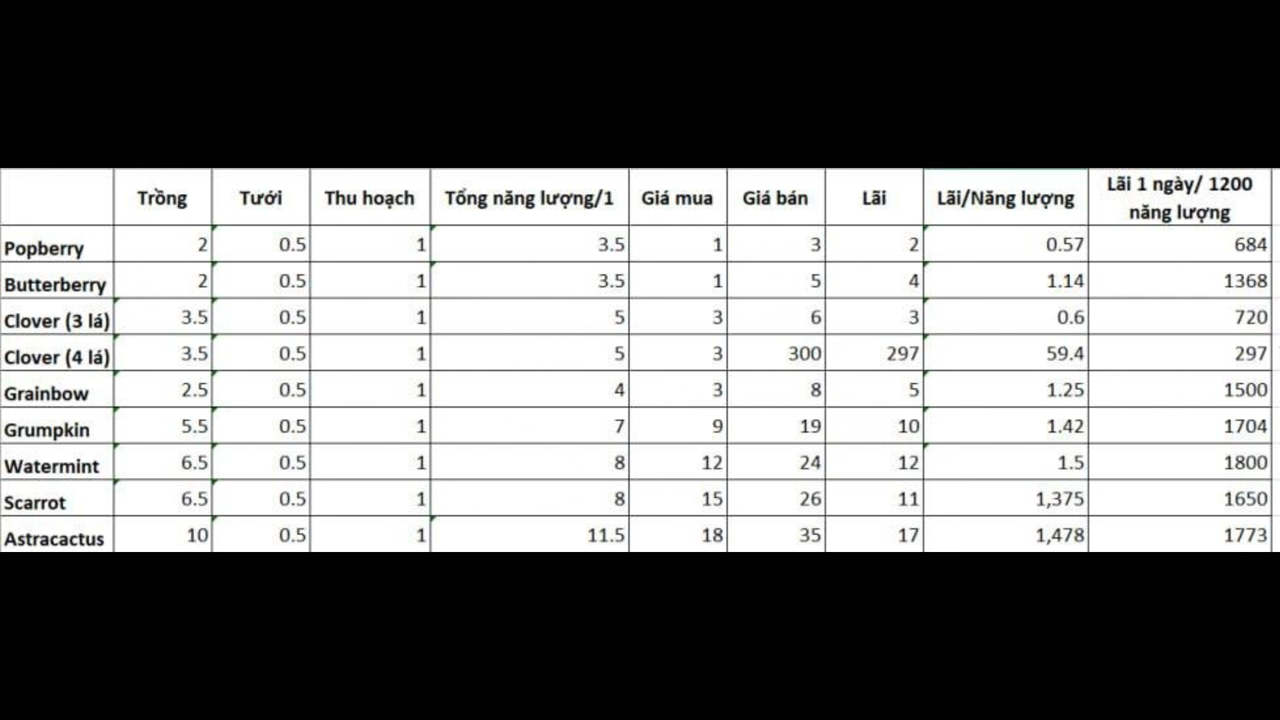 Trồng Tưới Thu hoạch Tổng năng lượng/1 Giá mua Giá bán Lãi Lãi/Năng lượng Lãi 1 ngày/ 1200
năng lượng
Popberry 2 0.5 1 3.5 1 3 2 0.57 684
Butterberry 2 0.5 1 3.5 1 5 4 1.14 1368
Clover (3 lá) 3.5 0.5 1 5 3 6 3 0.6 720
Clover (4 lá) 3.5 0.5 1 5 3 300 297 59.4 297
Grainbow 2.5 0.5 1 4 3 8 5 1.25 1500
Grumpkin 5.5 0.5 1 7 9 19 10 1.42 1704
Watermint 6.5 0.5 1 8 12 24 12 1.5 1800
Scarrot 6.5 0.5 1 8 15 26 11 1,375 1650
Astracactus 10 0.5 1 11.5 18 35 17 1,478 1773